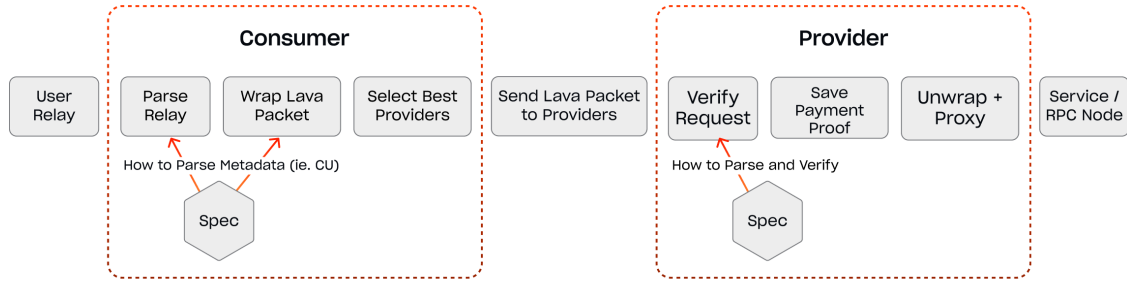 Consumer
Provider
User
Relay
Parse
Relay
Wrap Lava
Packet
Select Best
Providers
Send Lava Packet
to Providers
Verify
Request
Save
Payment
Proof
Unwrap +
Proxy
Service /
RPC Node
How to Parse Metadata (ie. CU)
How to Parse and Verify
Spec
Spec